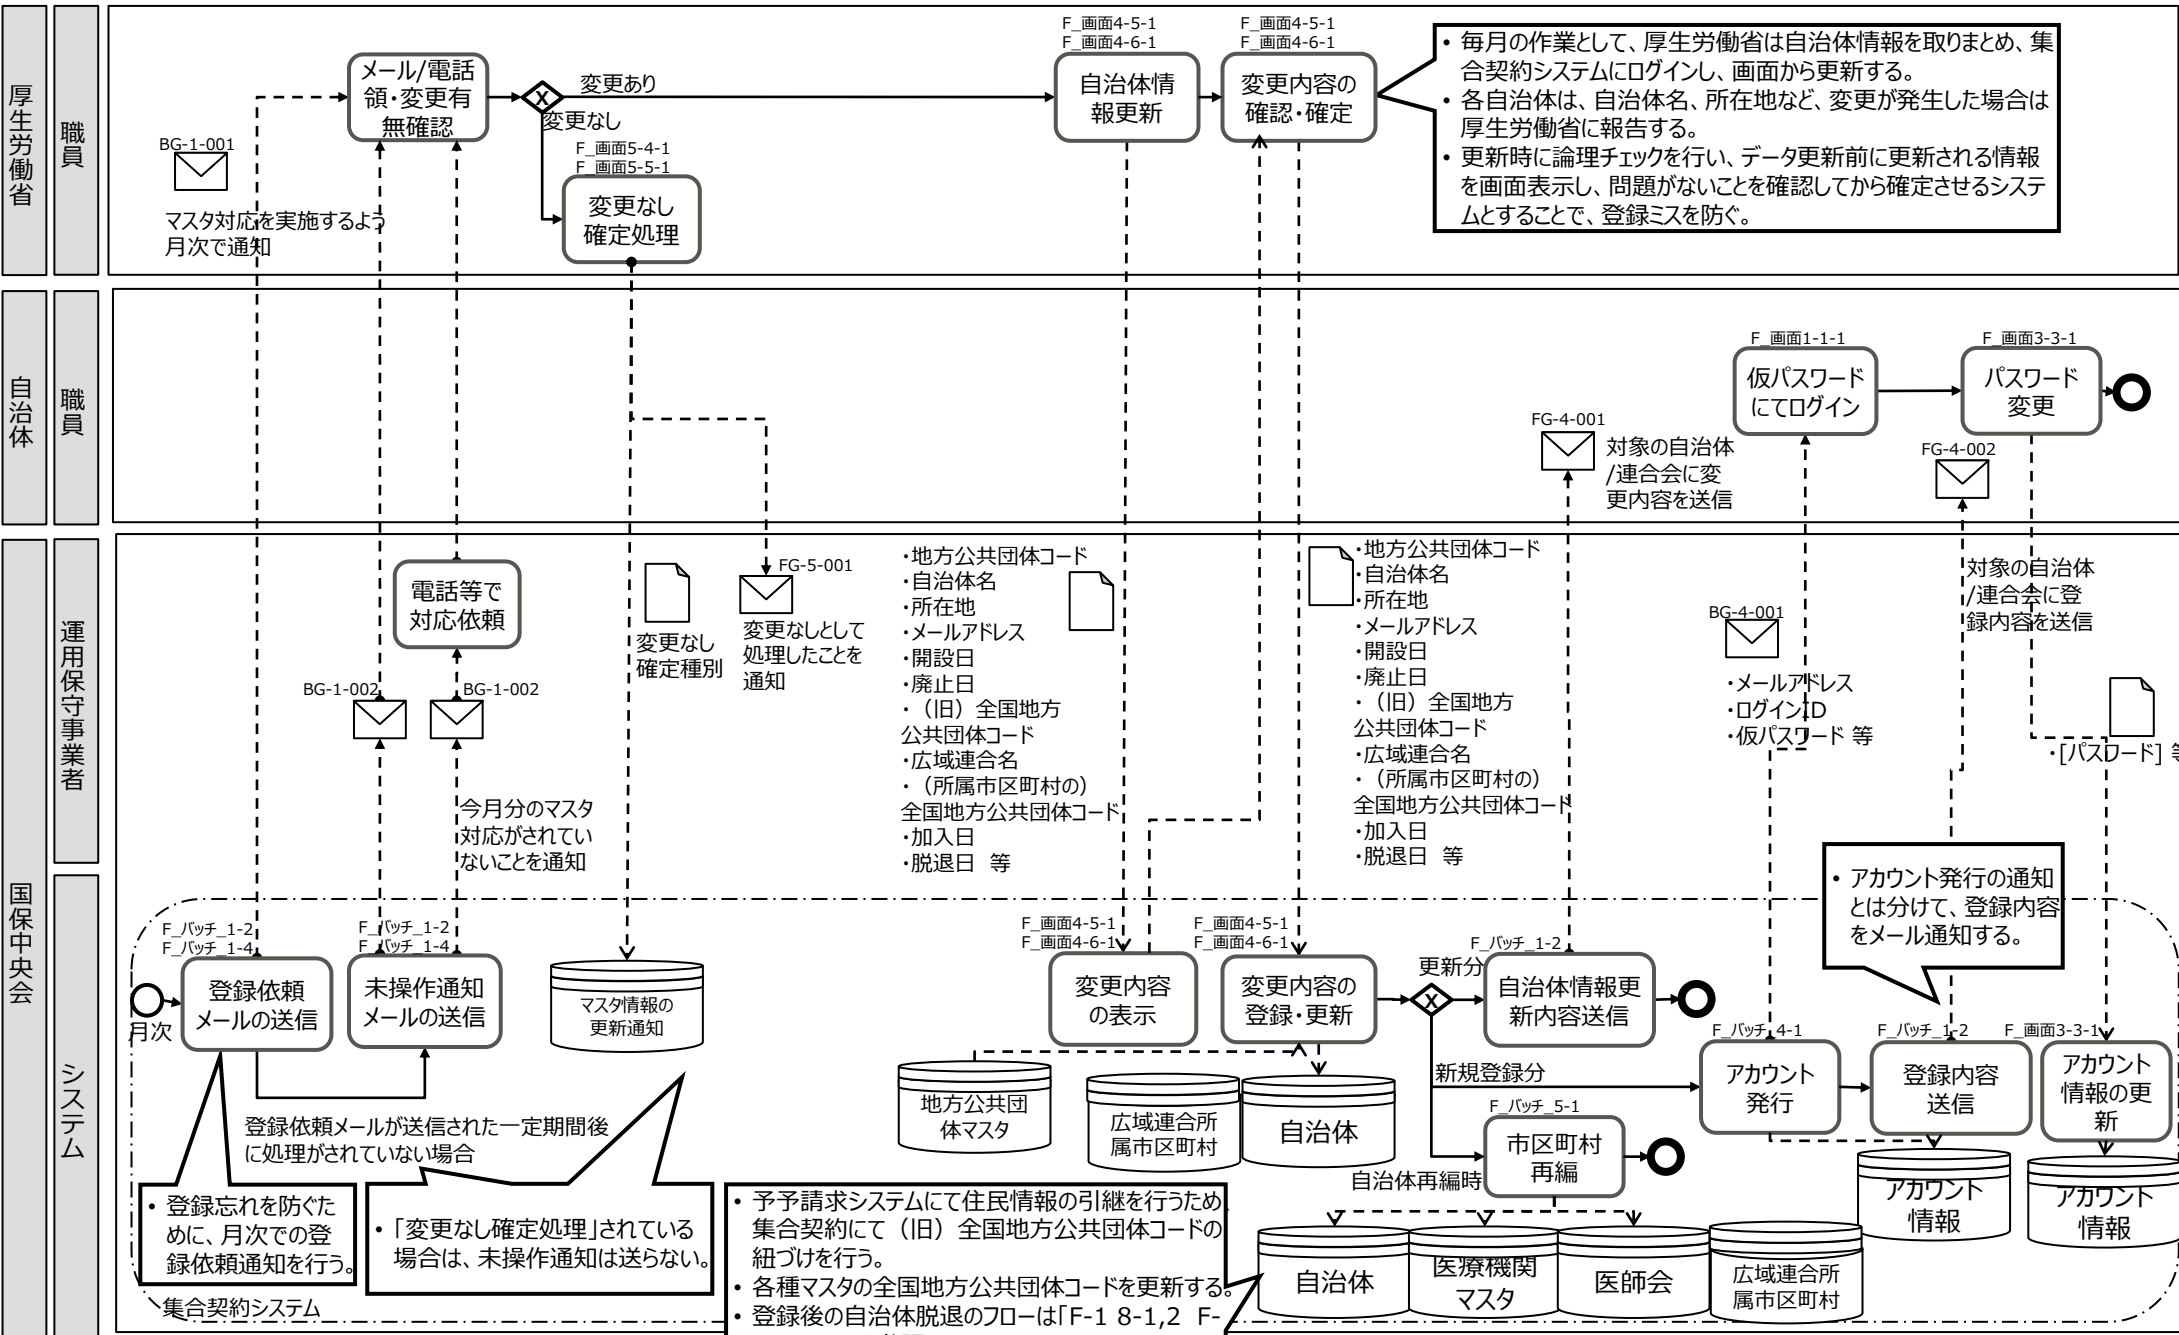 厚生労働省
職員
BG-1-001
マスタ対応を実施するよう
月次で通知
メール/電話
領・変更有
無確認
X
変更あり
変更なし
F_画面5-4-1
F_画面5-5-1
変更なし
確定処理
F_画面4-5-1
F_画面4-6-1
自治体情
報更新
F_画面4-5-1
F_画面4-6-1
変更内容の
確認・確定
• 毎月の作業として、厚生労働省は自治体情報を取りまとめ、集
合契約システムにログインし、画面から更新する。
• 各自治体は、自治体名、所在地など、変更が発生した場合は
厚生労働省に報告する。
• 更新時に論理チェックを行い、データ更新前に更新される情報
を画面表示し、問題がないことを確認してから確定させるシステ
ムとすることで、登録ミスを防ぐ。
自治体
職員
FG-4-001
対象の自治体
/連合会に変
更内容を送信
F_画面1-1-1
仮パスワード
にてログイン
F_画面3-3-1
パスワード
変更
FG-4-002
国保中央会
運用保守事業者
電話等で
対応依頼
BG-1-002
BG-1-002
今月分のマスタ
対応がされてい
ないことを通知
変更なし
確定種別
FG-5-001
変更なしとして
処理したことを
通知
・地方公共団体コード
・自治体名
・所在地
・メールアドレス
・開設日
・廃止日
・（旧）全国地方
公共団体コード
・広域連合名
・（所属市区町村の）
全国地方公共団体コード
・加入日
・脱退日 等
・地方公共団体コード
・自治体名
・所在地
・メールアドレス
・開設日
・廃止日
・（旧）全国地方
公共団体コード
・広域連合名
・（所属市区町村の）
全国地方公共団体コード
・加入日
・脱退日 等
BG-4-001
・メールアドレス
・ログインID
・仮パスワード 等
対象の自治体
/連合会に登
録内容を送信
・[パスワード] 等
• アカウント発行の通知
とは分けて、登録内容
をメール通知する。
システム
月次
F_バッチ_1-2
F_バッチ_1-4
登録依頼
メールの送信
F_バッチ_1-2
F_バッチ_1-4
未操作通知
メールの送信
マスタ情報の
更新通知
F_画面4-5-1
F_画面4-6-1
変更内容
の表示
F_画面4-5-1
F_画面4-6-1
変更内容の
登録・更新
X
更新分
F_バッチ_1-2
自治体情報更
新内容送信
新規登録分
F_バッチ_4-1
アカウント
発行
F_バッチ_1-2
登録内容
送信
F_画面3-3-1
アカウント
情報の更
新
地方公共団
体マスタ
広域連合所
属市区町村
自治体
F_バッチ_5-1
市区町村
再編
自治体再編時
アカウント
情報
アカウント
情報
登録依頼メールが送信された一定期間後
に処理がされていない場合
• 登録忘れを防ぐた
めに、月次での登
録依頼通知を行う。
• 「変更なし確定処理」されている
場合は、未操作通知は送らない。
• 予予請求システムにて住民情報の引継を行うため
集合契約にて（旧）全国地方公共団体コードの
紐づけを行う。
• 各種マスタの全国地方公共団体コードを更新する。
• 登録後の自治体脱退のフローは「F-1 8-1,2 F-
自治体
医療機関
マスタ
医師会
広域連合所
属市区町村
集合契約システム